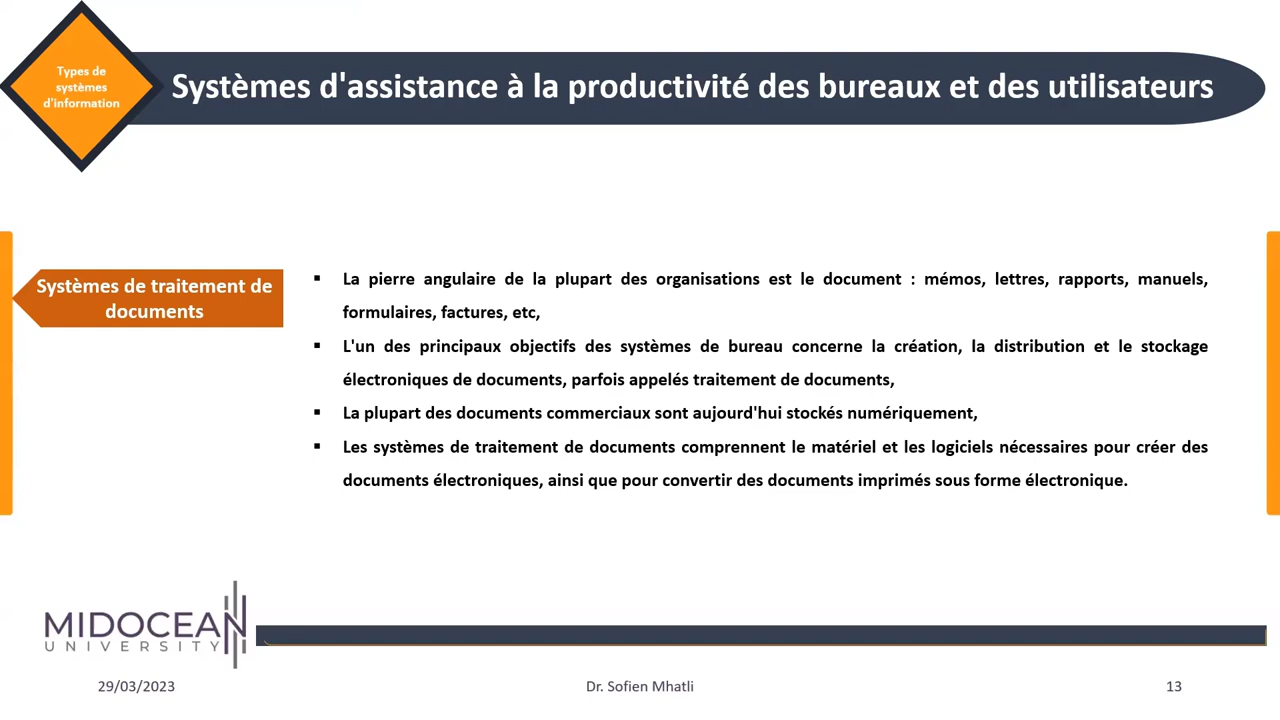 Types de
systèmes
d'information
Systèmes d'assistance à la productivité des bureaux et des utilisateurs
Systèmes de traitement de
documents
▪ La pierre angulaire de la plupart des organisations est le document : mémos, lettres, rapports, manuels,
formulaires, factures, etc,
▪ L'un des principaux objectifs des systèmes de bureau concerne la création, la distribution et le stockage
électroniques de documents, parfois appelés traitement de documents,
▪ La plupart des documents commerciaux sont aujourd'hui stockés numériquement,
▪ Les systèmes de traitement de documents comprennent le matériel et les logiciels nécessaires pour créer des
documents électroniques, ainsi que pour convertir des documents imprimés sous forme électronique.
MIDOCEAN
UNIVERSITY
29/03/2023
Dr. Sofien Mhatli
13